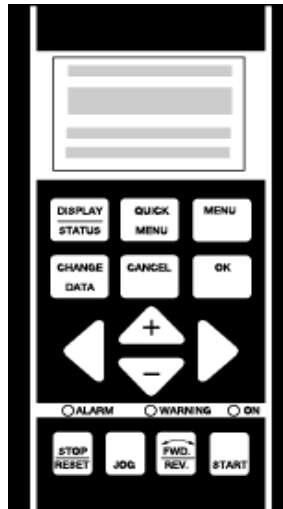 DISPLAY QUICK MENU
STATUS MENU
CHANGE CANCEL OK
DATA
+
−
ALARM WARNING ON
STOP JOG FWD. START
RESET REV.